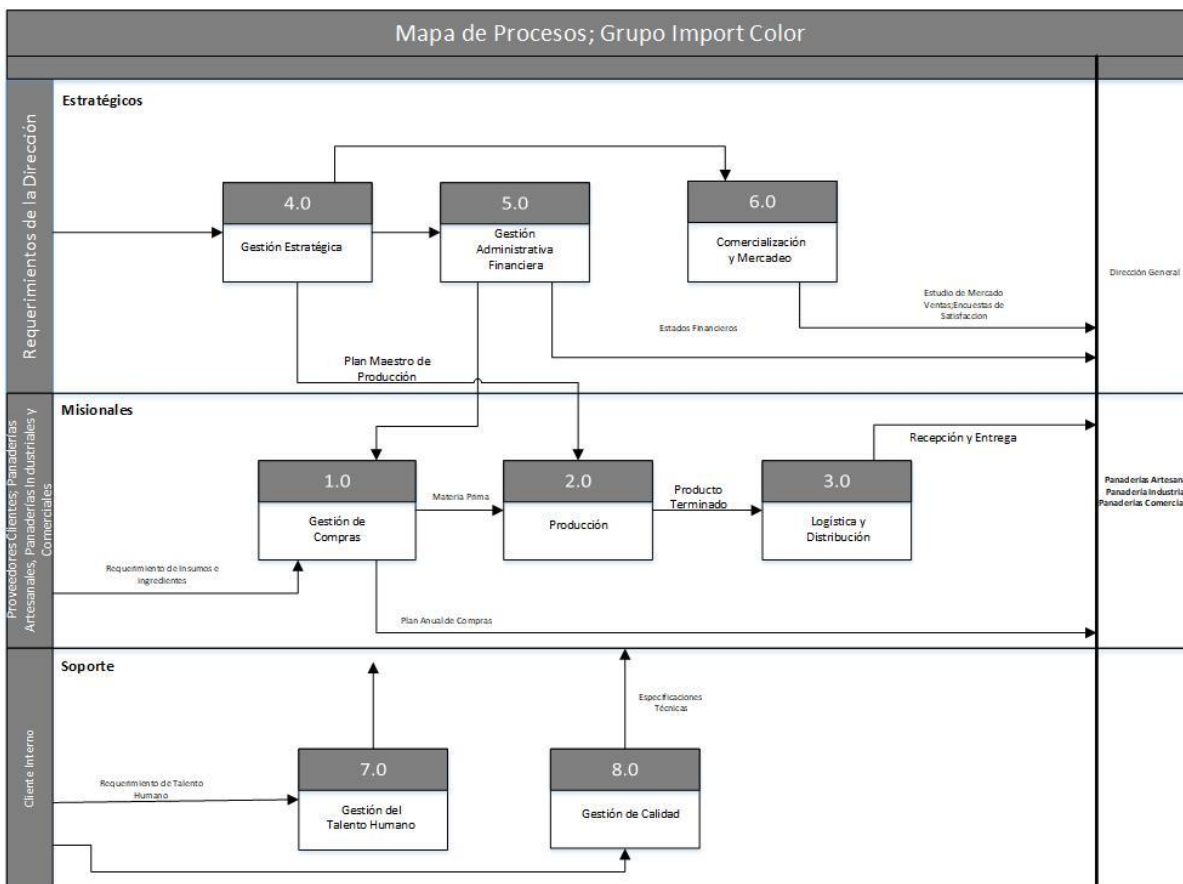 Mapa de Procesos; Grupo Import Color
Requerimientos de la Dirección
Estratégicos
4.0
Gestión Estratégica
5.0
Gestión
Administrativa
Financiera
6.0
Comercialización
y Mercadeo
Dirección General
Estudio de Mercado
Ventas;Encuestas de
Satisfaccion
Estados Financieros
Plan Maestro de
Producción
Proveedores Clientes; Panaderías
Artesanales, Panaderías Industriales y
Comeriales
Misionales
Recepción y Entrega
1.0
Gestión de
Compras
Materia Prima
2.0
Producción
Producto
Terminado
3.0
Logística y
Distribución
Panaderías Artesana
Panadería Industria
Panaderías Comercia
Requerimiento de Insumos e
ingredientes
Plan Anual de Compras
Cliente Interno
Soporte
Especificaciones
Técnicas
Requerimiento de Talento
Humano
7.0
Gestión del
Talento Humano
8.0
Gestión de Calidad